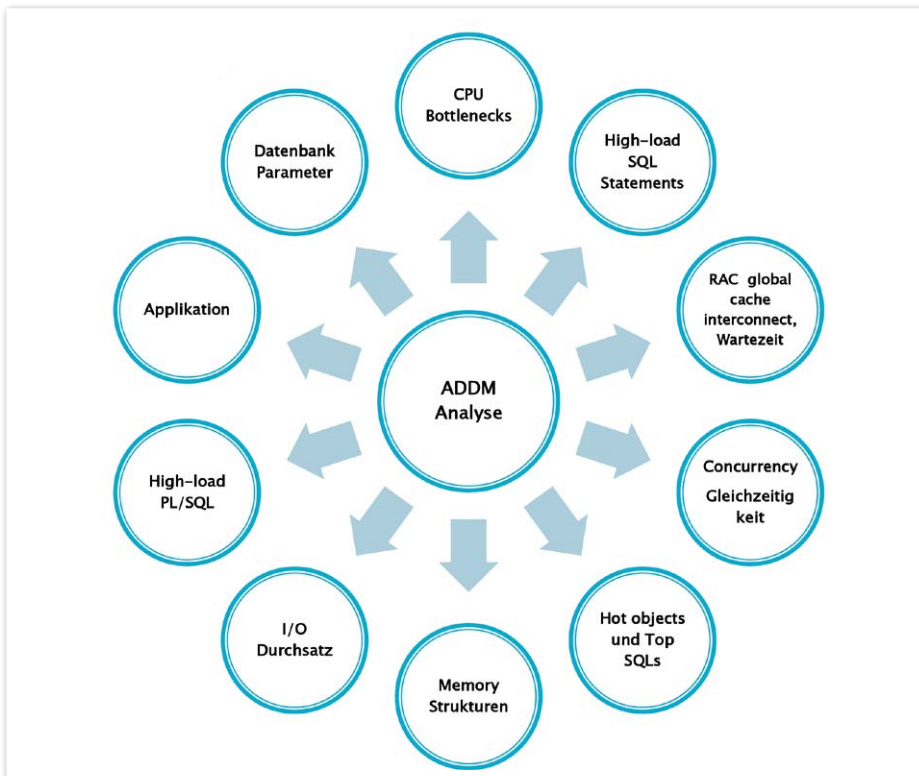 CPU
Bottlenecks
High-load
SQL
Statements
RAC global
cache
interconnect,
Wartezeit
Concurrency
Gleichzeitig
keit
Hot objects
und Top
SQLs
Memory
Strukturen
I/O
Durchsatz
High-load
PL/SQL
Applikation
Datenbank
Parameter
ADDM
Analyse